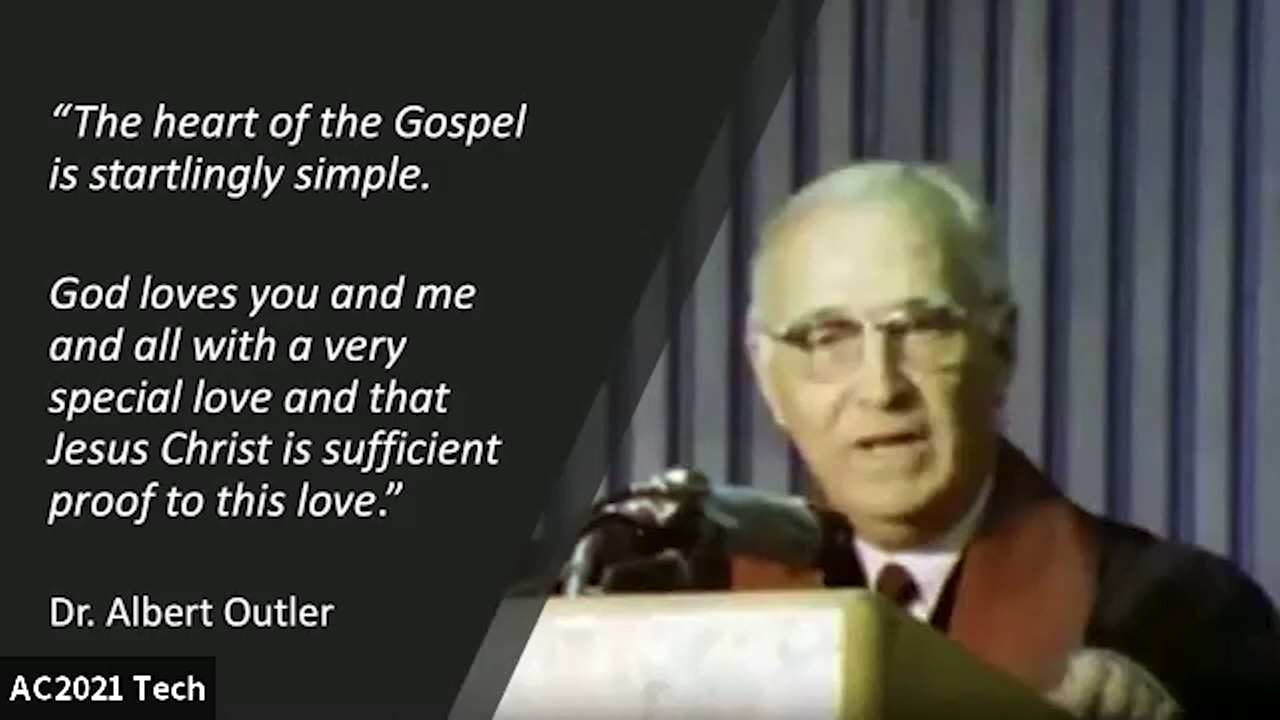 “The heart of the Gospel
is startlingly simple.
God loves you and me
and all with a very
special love and that
Jesus Christ is sufficient
proof to this love.”
Dr. Albert Outler
AC2021 Tech